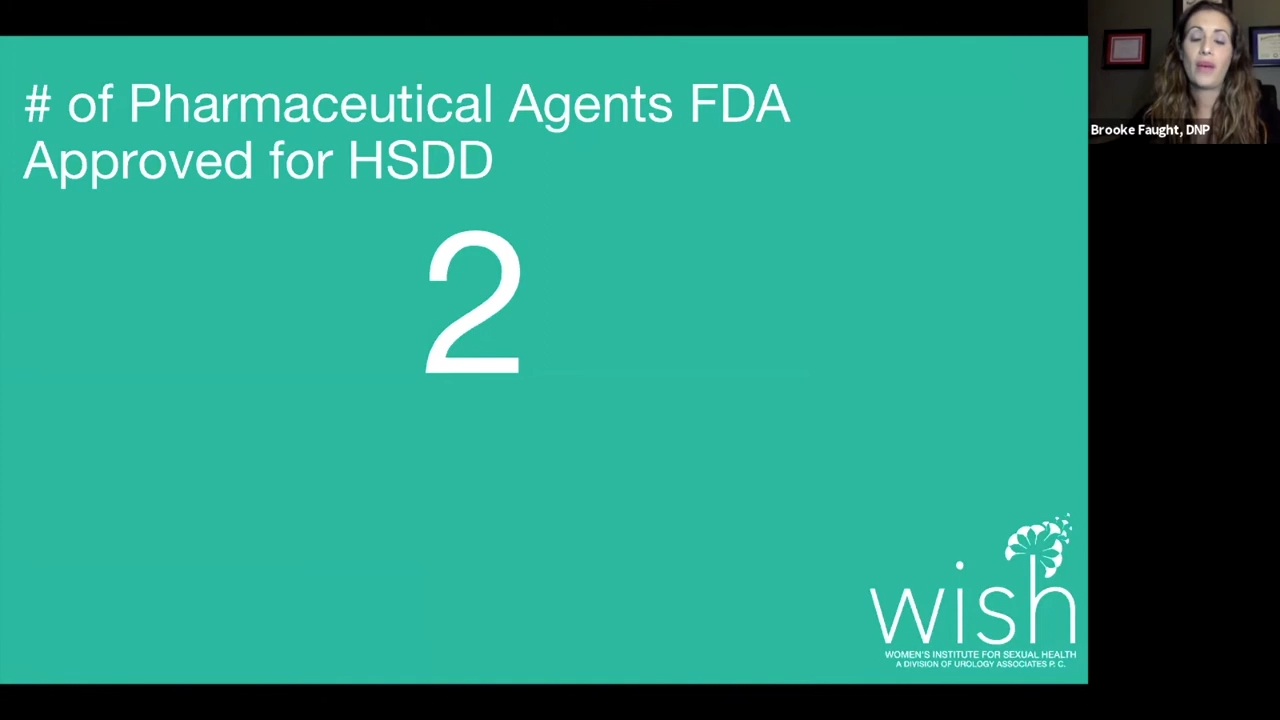 # of Pharmaceutical Agents FDA
Approved for HSDD
2
wish
WOMEN'S INSTITUTE FOR SEXUAL HEALTH
A DIVISION OF UROLOGY ASSOCIATES P. C.
Brooke Faught, DNP